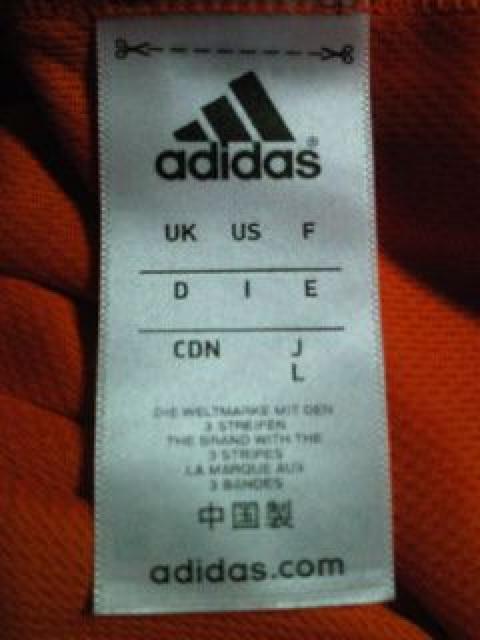 adidas®
UK US F
D I E
CDN J
L
DIE WELTMARKE MIT DEN
3 STREIFEN
THE BRAND WITH THE
3 STRIPES
LA MARQUE AUX
3 BANDES
中国製
adidas.com